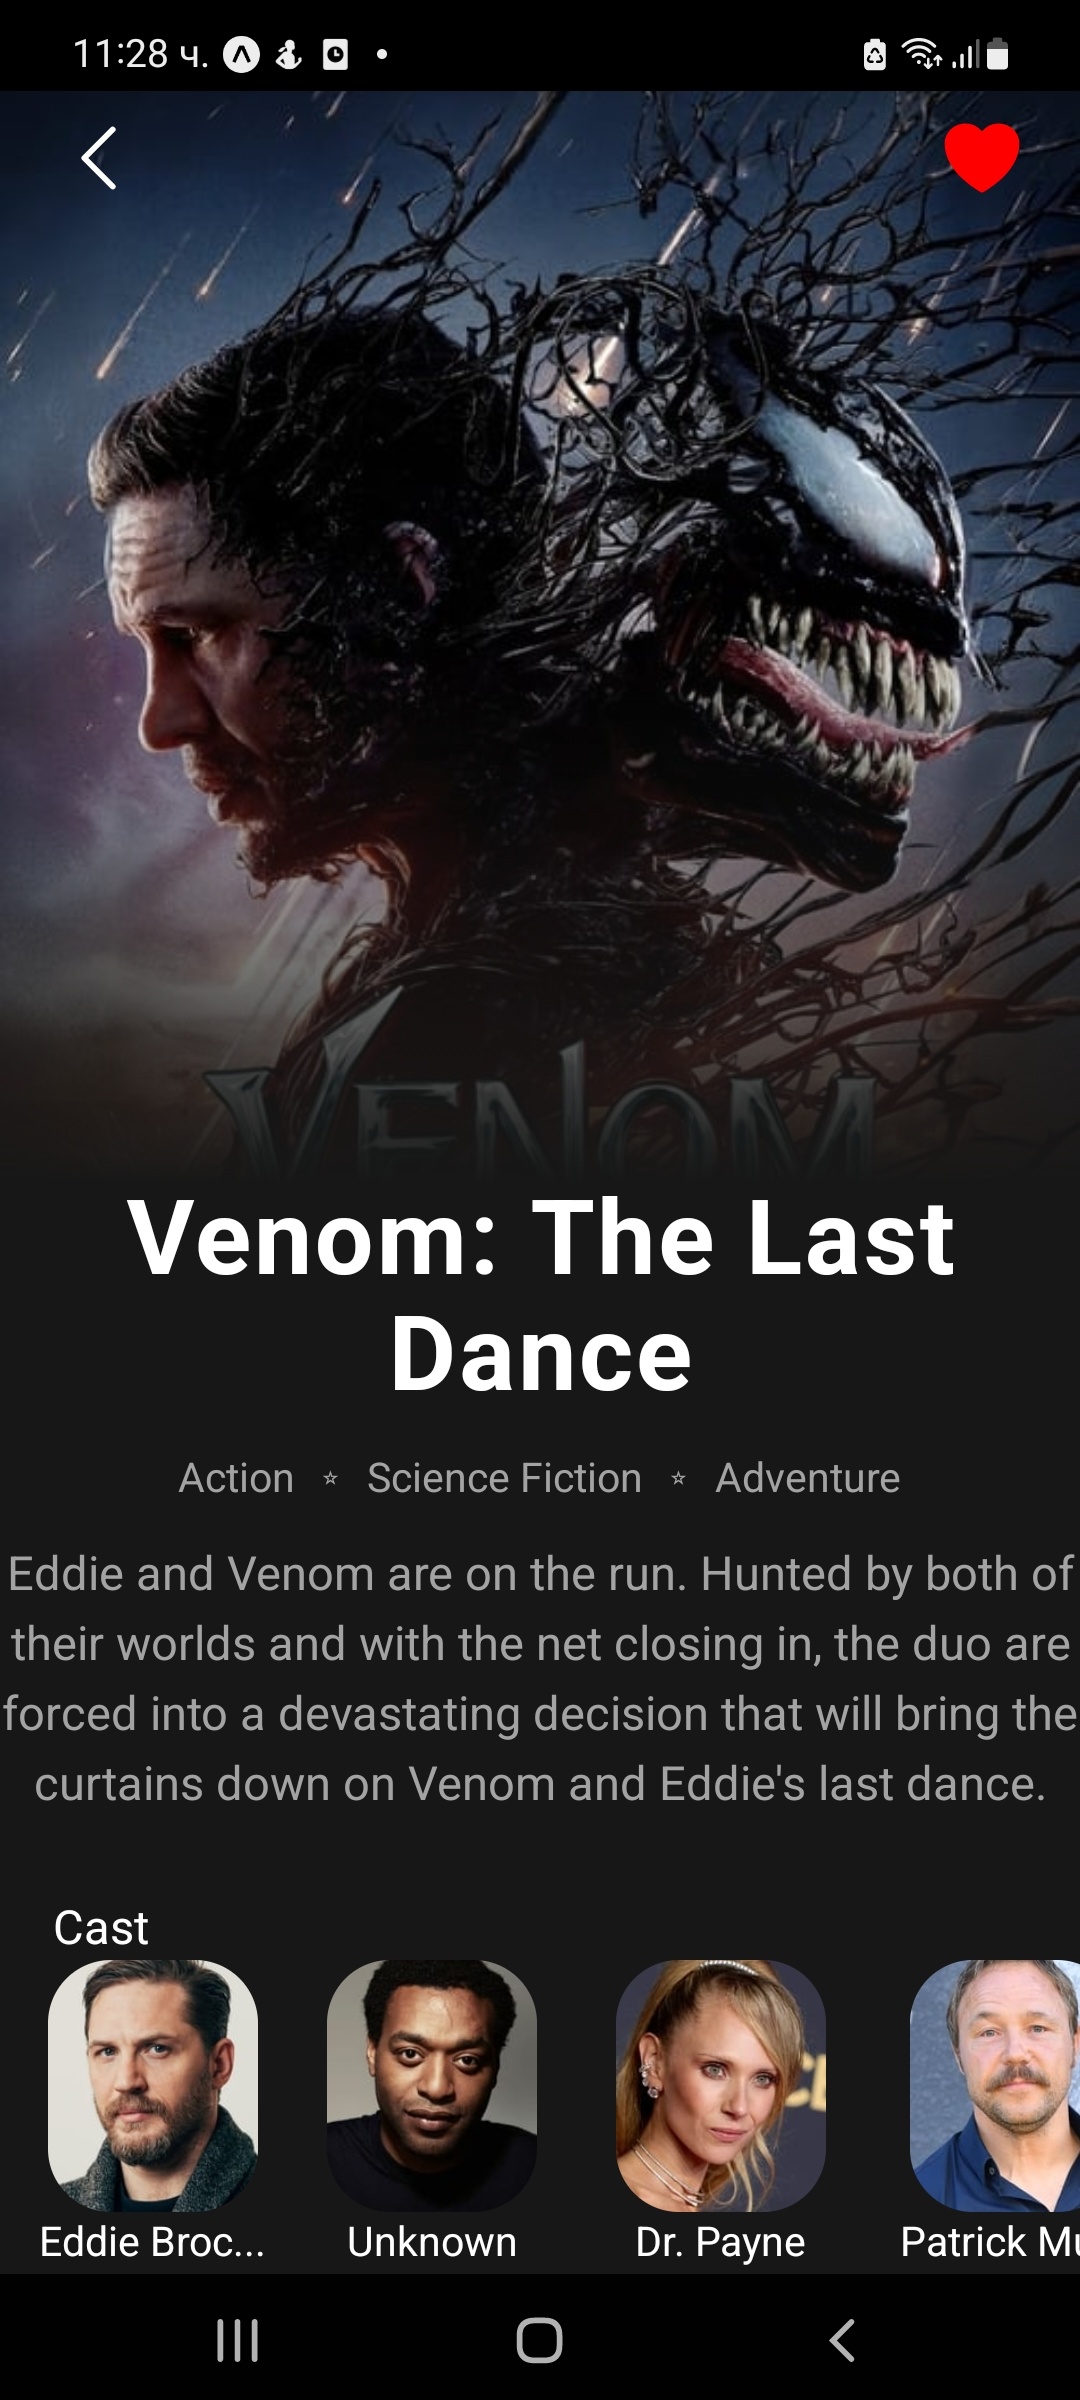 11:28 ч.
VENOM
Venom: The Last
Dance
Action ☆ Science Fiction ☆ Adventure
Eddie and Venom are on the run. Hunted by both of
their worlds and with the net closing in, the duo are
forced into a devastating decision that will bring the
curtains down on Venom and Eddie's last dance.
Cast
Eddie Broc... Unknown Dr. Payne Patrick Mu